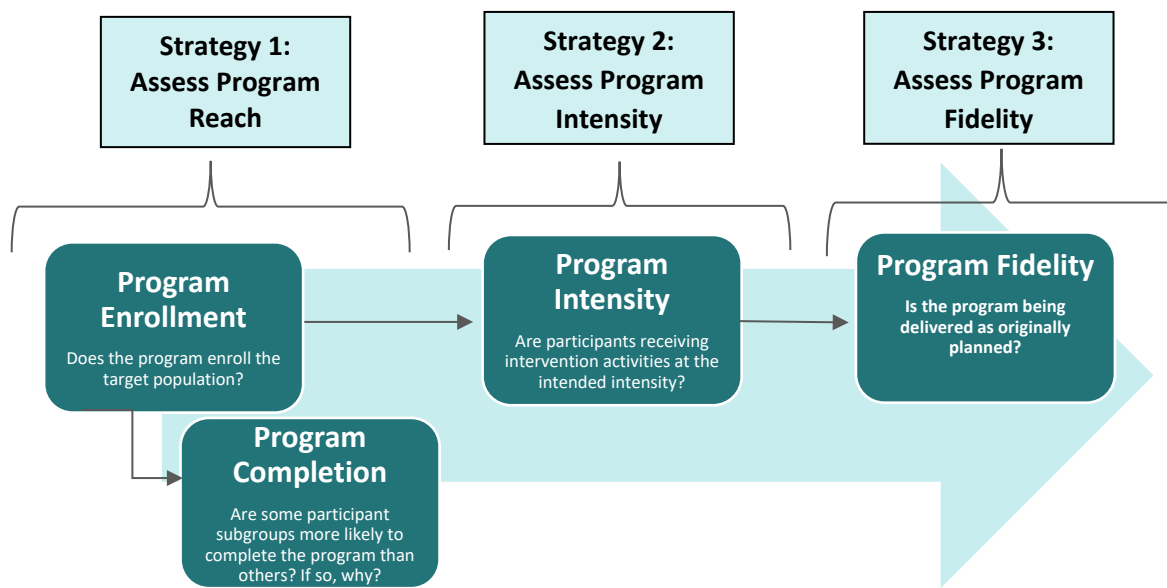 Strategy 1:
Assess Program
Reach
Strategy 2:
Assess Program
Intensity
Strategy 3:
Assess Program
Fidelity
Program
Enrollment
Does the program enroll the
target population?
Program
Completion
Are some participant
subgroups more likely to
complete the program than
others? If so, why?
Program
Intensity
Are participants receiving
intervention activities at the
intended intensity?
Program Fidelity
Is the program being
delivered as originally
planned?